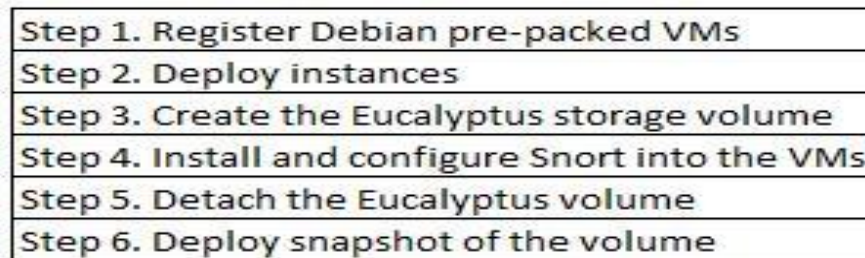 Step 1. Register Debian pre-packed VMs
Step 2. Deploy instances
Step 3. Create the Eucalyptus storage volume
Step 4. Install and configure Snort into the VMs
Step 5. Detach the Eucalyptus volume
Step 6. Deploy snapshot of the volume